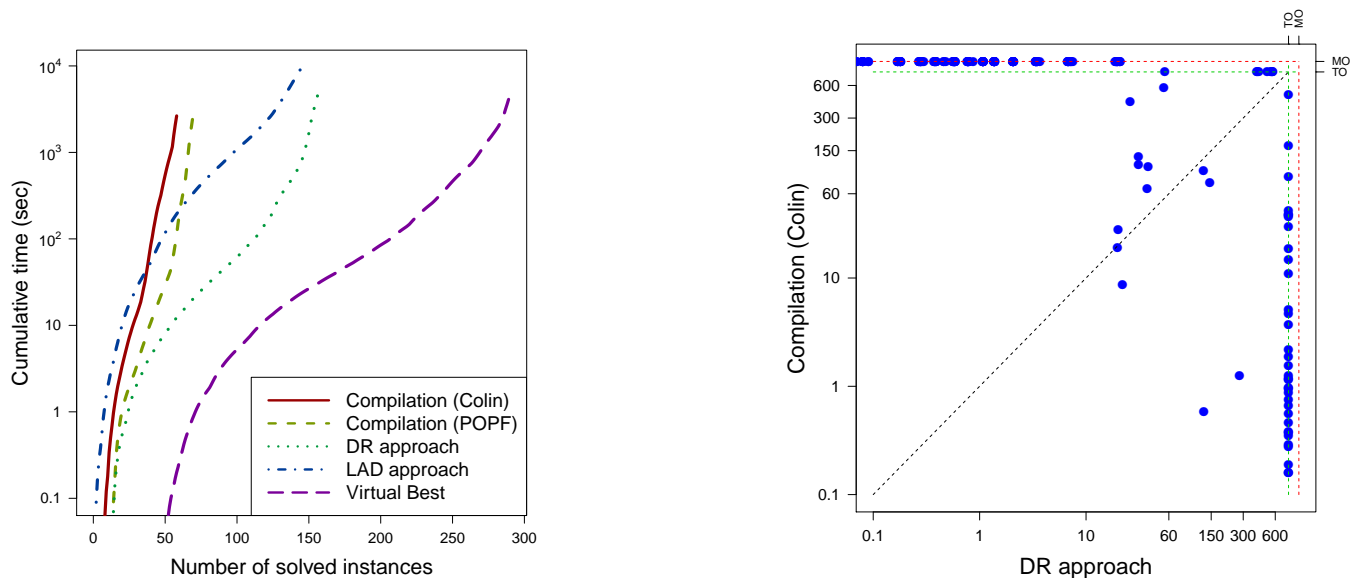 Cumulative time (sec)
10^4
10^3
10^2
10
1
0.1
0 50 100 150 200 250 300
Number of solved instances
Compilation (Colin)
Compilation (POPF)
DR approach
LAD approach
Virtual Best
TO
MO
MO
TO
Compilation (Colin)
600
300
150
60
10
1
0.1
0.1 1 10 60 150 300 600
DR approach